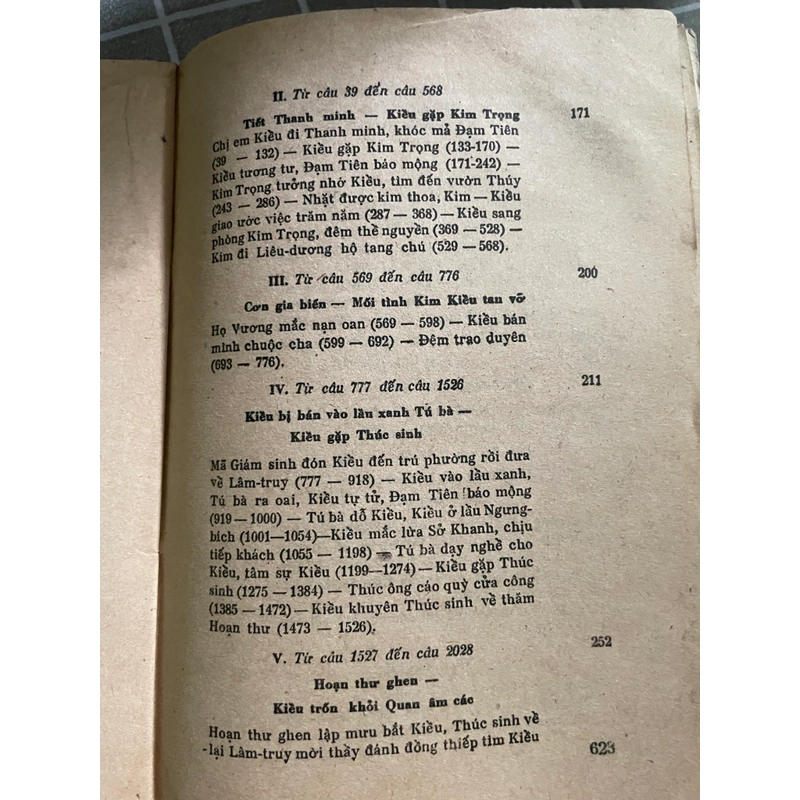 II. Từ câu 39 đến câu 568
Tiết Thanh minh — Kiều gặp Kim Trọng 171
Chị em Kiều đi Thanh minh, khóc mả Đạm Tiên
(39 — 132) — Kiều gặp Kim Trọng (133-170) —
Kiều tương tư, Đạm Tiên báo mộng (171-242) —
Kim Trọng tưởng nhớ Kiều, tìm đến vườn Thúy
(243 — 286) — Nhặt được kim thoa, Kim — Kiều
giao ước việc trăm năm (287 — 368) — Kiều sang
phòng Kim Trọng, đêm thề nguyền (369 — 528) —
Kim đi Liêu-dương hộ tang chú (529 — 568).
III. Từ câu 569 đến câu 776 200
Cơn gia biến — Mối tình Kim Kiều tan vỡ
Họ Vương mắc nạn oan (569 — 598) — Kiều bán
mình chuộc cha (599 — 692) — Đêm trao duyên
(693 — 776).
IV. Từ câu 777 đến câu 1526 211
Kiều bị bán vào lầu xanh Tú bà —
Kiều gặp Thúc sinh
Mã Giám sinh đón Kiều đến trú phường rồi đưa
về Lâm-truy (777 — 918) — Kiều vào lầu xanh,
Tú bà ra oai, Kiều tự tử, Đạm Tiên báo mộng
(919 — 1000) — Tú bà dỗ Kiều, Kiều ở lầu Ngưng-
bích (1001—1054)—Kiều mắc lừa Sở Khanh, chịu
tiếp khách (1055 — 1198) — Tú bà dạy nghề cho
Kiều, tâm sự Kiều (1199—1274) — Kiều gặp Thúc
sinh (1275 — 1384) — Thúc ông cáo quỳ cửa công
(1385 — 1472) — Kiều khuyên Thúc sinh về thăm
Hoạn thư (1473 — 1526).
V. Từ câu 1527 đến câu 2028 252
Hoạn thư ghen —
Kiều trốn khỏi Quan âm các
Hoạn thư ghen lập mưu bắt Kiều, Thúc sinh về
lại Lâm-truy mời thầy đánh đồng thiếp tìm Kiều
623